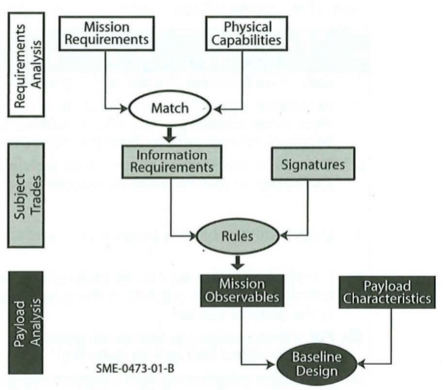 Requirements
Analysis
Mission
Requirements
Physical
Capabilities
Match
Subject
Trades
Information
Requirements
Signatures
Rules
Payload
Analysis
Mission
Observables
Payload
Characteristics
Baseline
Design
SME-0473-01-B